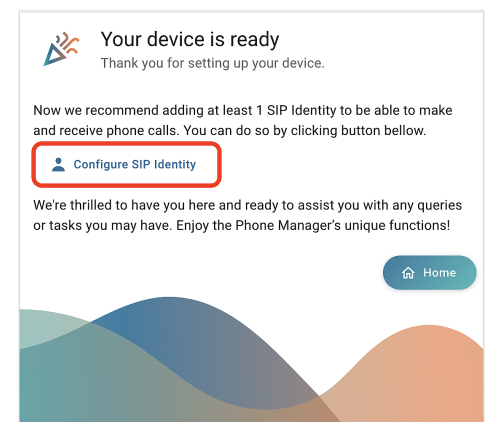 Your device is ready
Thank you for setting up your device.
Now we recommend adding at least 1 SIP Identity to be able to make
and receive phone calls. You can do so by clicking button bellow.
Configure SIP Identity
We're thrilled to have you here and ready to assist you with any queries
or tasks you may have. Enjoy the Phone Manager’s unique functions!
Home